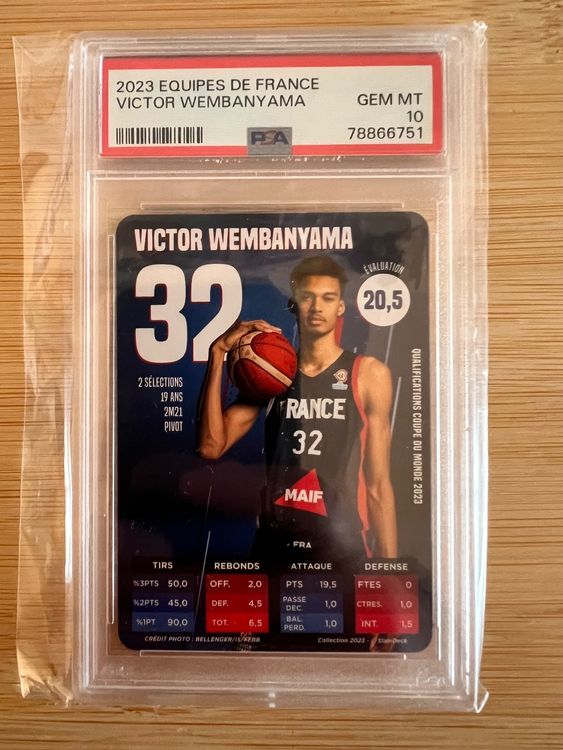 2023 EQUIPES DE FRANCE
VICTOR WEMBANYAMA
GEM MT
10
78866751
PSA
VICTOR WEMBANYAMA
32
ÉVALUATION
20,5
2 SÉLECTIONS
19 ANS
2M21
PIVOT
QUALIFICATIONS COUPE DU MONDE 2023
RANCE
32
MAIF
FRA
TIRS
%3PTS 50,0
%2PTS 45,0
%1PT 90,0
REBONDS
OFF. 2,0
DEF. 4,5
TOT. 6,5
ATTAQUE
PTS 19,5
PASSE DEC. 1,0
BAL. PERD. 1,0
DEFENSE
FTES 0
CTRES. 1,0
INT. 1,5
CRÉDIT PHOTO : BELLENGER/IS/FFBB
Collection 2023 - Slam Deck